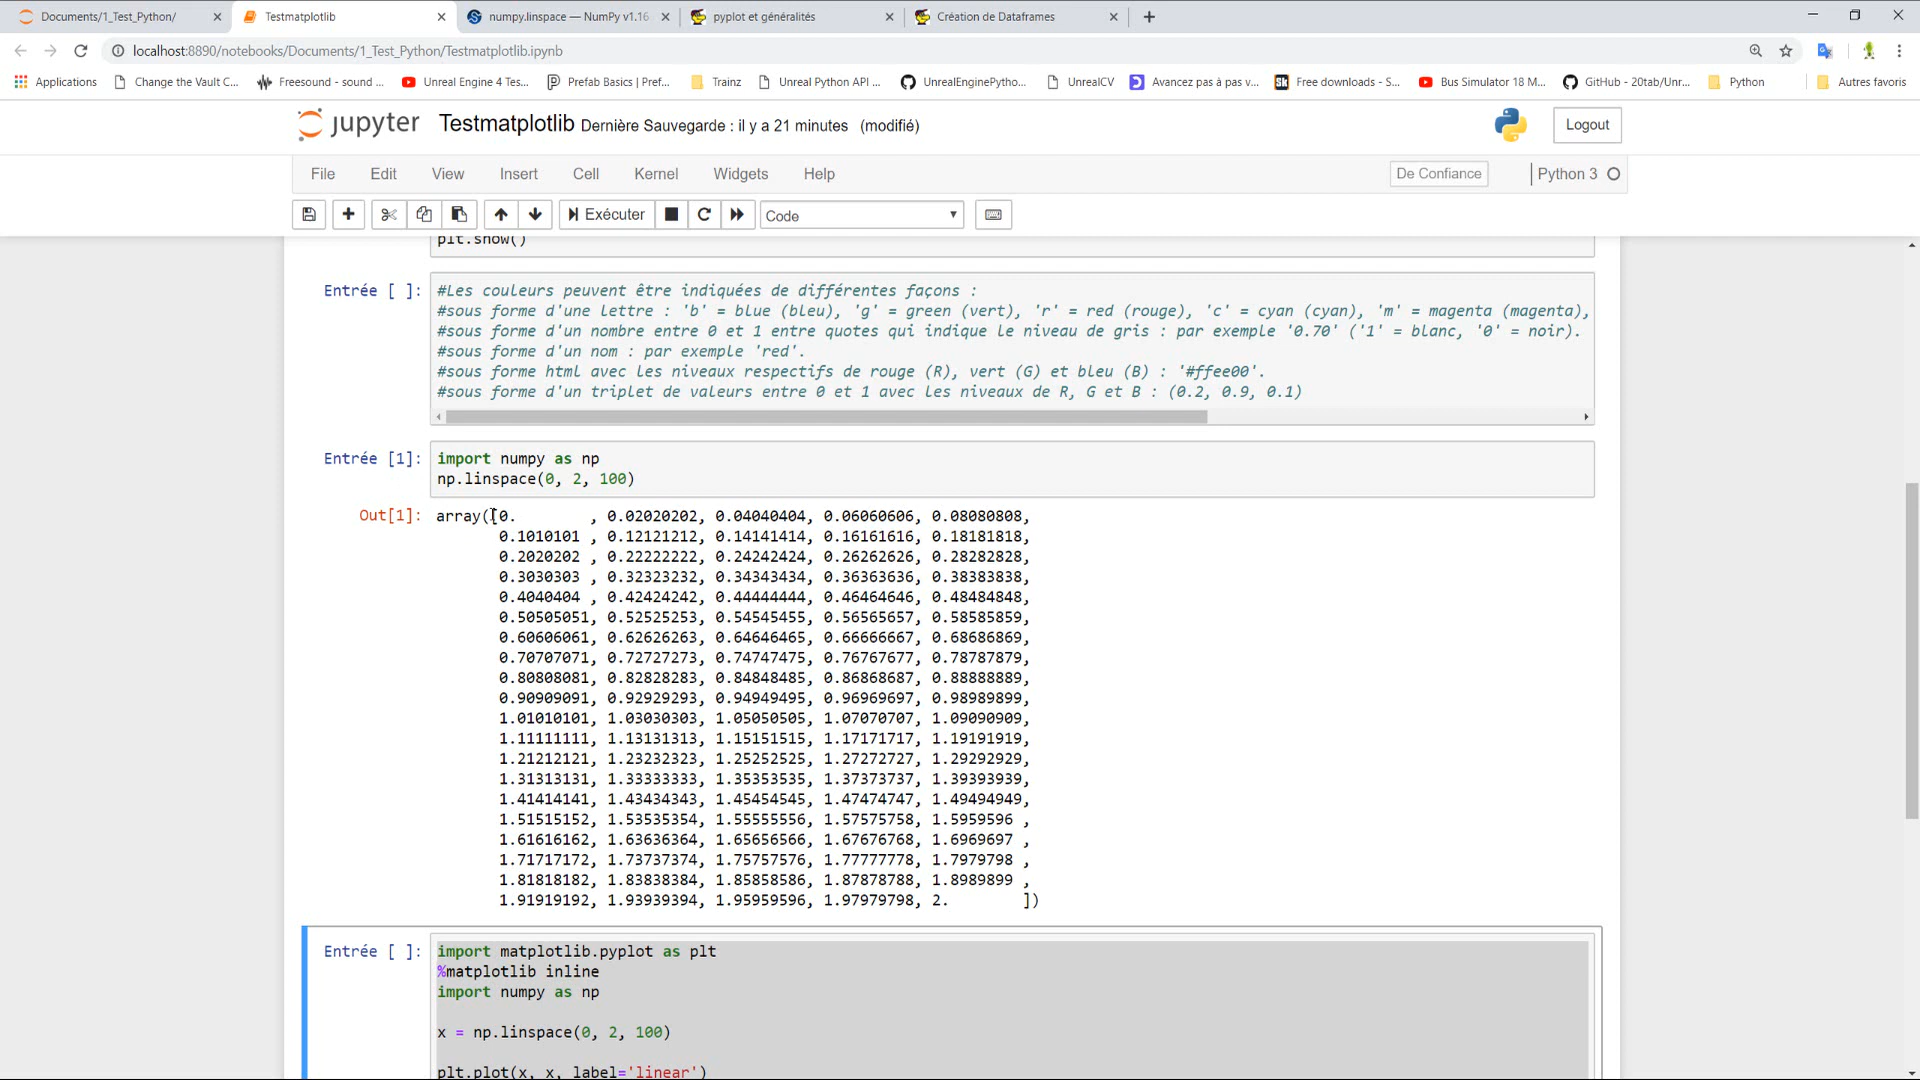 Documents/1_Test_Python/
Testmatplotlib
numpy.linspace — NumPy v1.16
pyplot et généralités
Création de Dataframes
localhost:8890/notebooks/Documents/1_Test_Python/Testmatplotlib.ipynb
Applications
Change the Vault C...
Freesound - sound ...
Unreal Engine 4 Tes...
Prefab Basics | Pref...
Trainz
Unreal Python API ...
UnrealEnginePytho...
UnrealCV
Avancez pas à pas v...
Free downloads - S...
Bus Simulator 18 M...
GitHub - 20tab/Unr...
Python
Autres favoris
jupyter Testmatplotlib Dernière Sauvegarde : il y a 21 minutes (modifié)
Logout
File Edit View Insert Cell Kernel Widgets Help
De Confiance
Python 3
Exécuter
Code
plt.show()
Entrée [ ]:
#Les couleurs peuvent être indiquées de différentes façons :
#sous forme d'une lettre : 'b' = blue (bleu), 'g' = green (vert), 'r' = red (rouge), 'c' = cyan (cyan), 'm' = magenta (magenta),
#sous forme d'un nombre entre 0 et 1 entre quotes qui indique le niveau de gris : par exemple '0.70' ('1' = blanc, '0' = noir).
#sous forme d'un nom : par exemple 'red'.
#sous forme html avec les niveaux respectifs de rouge (R), vert (G) et bleu (B) : '#ffee00'.
#sous forme d'un triplet de valeurs entre 0 et 1 avec les niveaux de R, G et B : (0.2, 0.9, 0.1)
Entrée [1]:
import numpy as np
np.linspace(0, 2, 100)
Out[1]:
array([0.        , 0.02020202, 0.04040404, 0.06060606, 0.08080808,
0.1010101 , 0.12121212, 0.14141414, 0.16161616, 0.18181818,
0.2020202 , 0.22222222, 0.24242424, 0.26262626, 0.28282828,
0.3030303 , 0.32323232, 0.34343434, 0.36363636, 0.38383838,
0.4040404 , 0.42424242, 0.44444444, 0.46464646, 0.48484848,
0.50505051, 0.52525253, 0.54545455, 0.56565657, 0.58585859,
0.60606061, 0.62626263, 0.64646465, 0.66666667, 0.68686869,
0.70707071, 0.72727273, 0.74747475, 0.76767677, 0.78787879,
0.80808081, 0.82828283, 0.84848485, 0.86868687, 0.88888889,
0.90909091, 0.92929293, 0.94949495, 0.96969697, 0.98989899,
1.01010101, 1.03030303, 1.05050505, 1.07070707, 1.09090909,
1.11111111, 1.13131313, 1.15151515, 1.17171717, 1.19191919,
1.21212121, 1.23232323, 1.25252525, 1.27272727, 1.29292929,
1.31313131, 1.33333333, 1.35353535, 1.37373737, 1.39393939,
1.41414141, 1.43434343, 1.45454545, 1.47474747, 1.49494949,
1.51515152, 1.53535354, 1.55555556, 1.57575758, 1.5959596 ,
1.61616162, 1.63636364, 1.65656566, 1.67676768, 1.6969697 ,
1.71717172, 1.73737374, 1.75757576, 1.77777778, 1.7979798 ,
1.81818182, 1.83838384, 1.85858586, 1.87878788, 1.8989899 ,
1.91919192, 1.93939394, 1.95959596, 1.97979798, 2.        ])
Entrée [ ]:
import matplotlib.pyplot as plt
%matplotlib inline
import numpy as np
x = np.linspace(0, 2, 100)
plt.plot(x, x, label='linear')